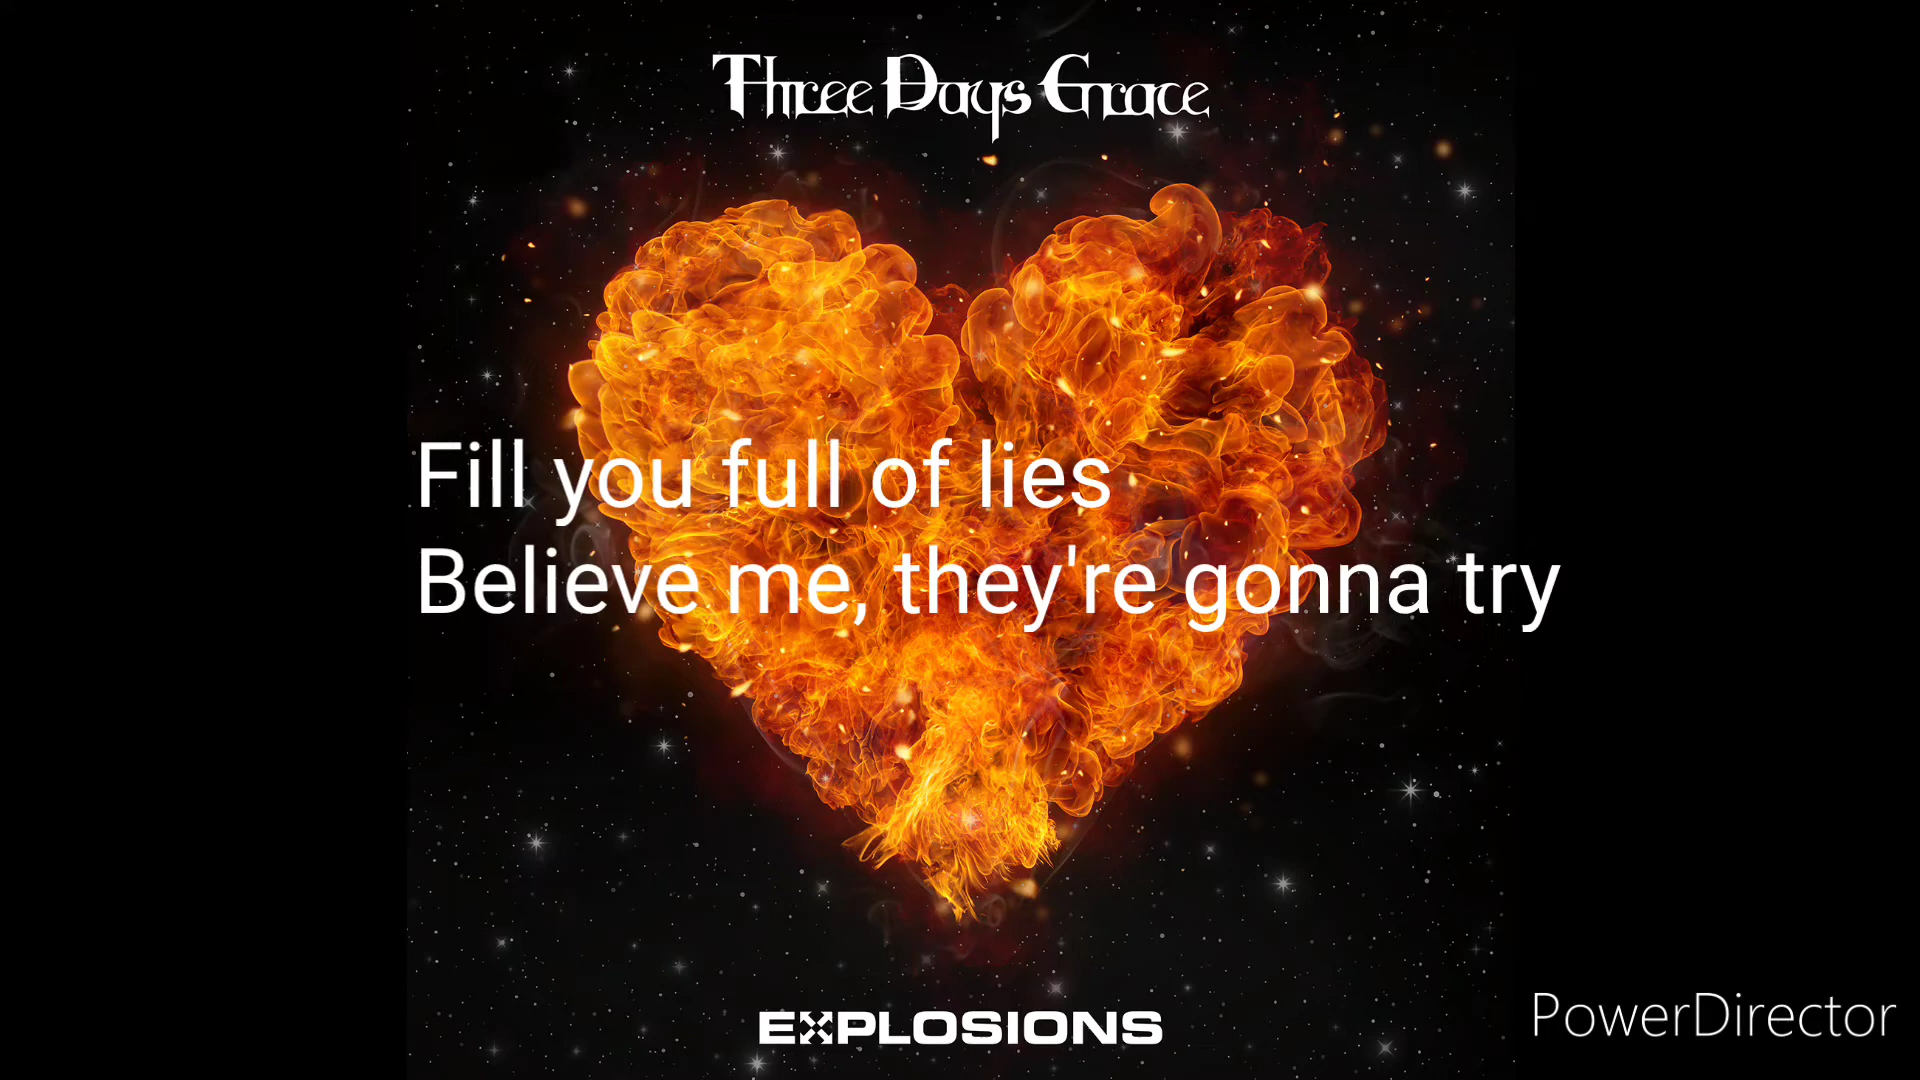 Three Days Grace
Fill you full of lies
Believe me, they're gonna try
EXPLOSIONS
PowerDirector